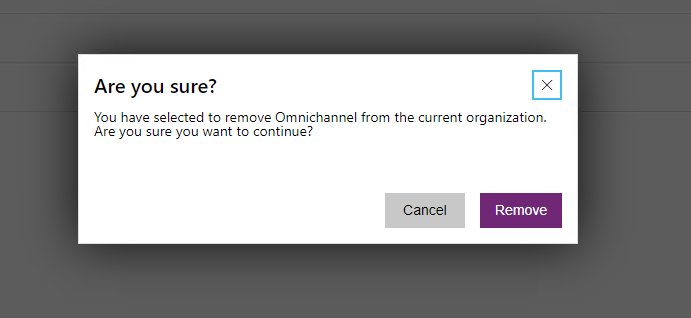 Are you sure?
You have selected to remove Omnichannel from the current organization.
Are you sure you want to continue?
Cancel
Remove